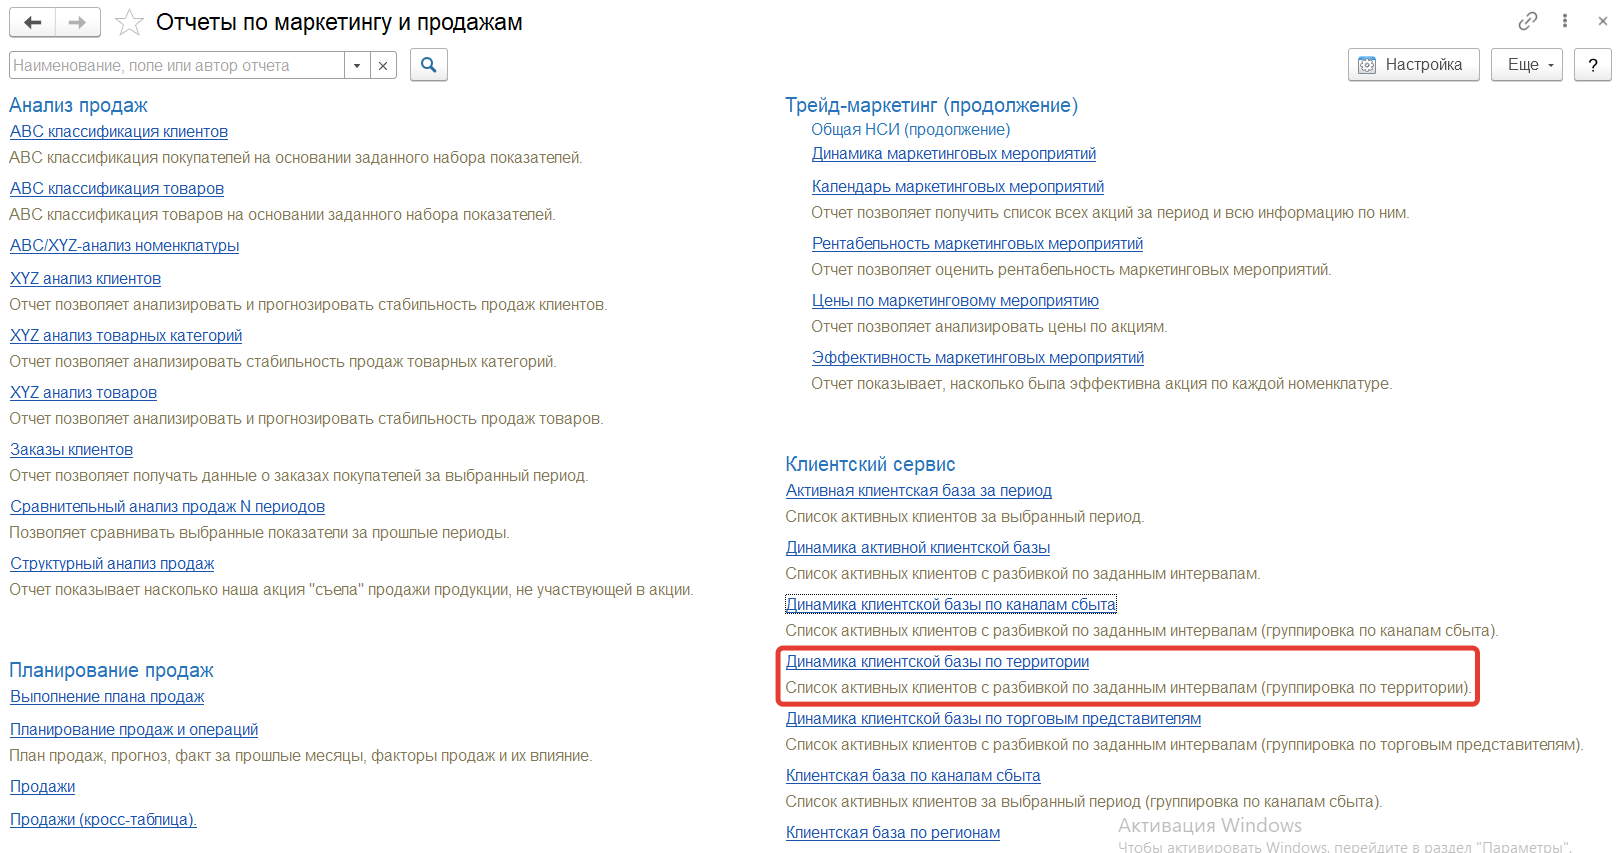 Отчеты по маркетингу и продажам
Наименование, поле или автор отчета
Настройка
Еще
?
Анализ продаж
ABC классификация клиентов
ABC классификация покупателей на основании заданного набора показателей.
ABC классификация товаров
ABC классификация товаров на основании заданного набора показателей.
ABC/XYZ-анализ номенклатуры
XYZ анализ клиентов
Отчет позволяет анализировать и прогнозировать стабильность продаж клиентов.
XYZ анализ товарных категорий
Отчет позволяет анализировать стабильность продаж товарных категорий.
XYZ анализ товаров
Отчет позволяет анализировать и прогнозировать стабильность продаж товаров.
Заказы клиентов
Отчет позволяет получать данные о заказах покупателей за выбранный период.
Сравнительный анализ продаж N периодов
Позволяет сравнивать выбранные показатели за прошлые периоды.
Структурный анализ продаж
Отчет показывает насколько наша акция "съела" продажи продукции, не участвующей в акции.
Планирование продаж
Выполнение плана продаж
Планирование продаж и операций
План продаж, прогноз, факт за прошлые месяцы, факторы продаж и их влияние.
Продажи
Продажи (кросс-таблица).
Трейд-маркетинг (продолжение)
Общая НСИ (продолжение)
Динамика маркетинговых мероприятий
Календарь маркетинговых мероприятий
Отчет позволяет получить список всех акций за период и всю информацию по ним.
Рентабельность маркетинговых мероприятий
Отчет позволяет оценить рентабельность маркетинговых мероприятий.
Цены по маркетинговому мероприятию
Отчет позволяет анализировать цены по акциям.
Эффективность маркетинговых мероприятий
Отчет показывает, насколько была эффективна акция по каждой номенклатуре.
Клиентский сервис
Активная клиентская база за период
Список активных клиентов за выбранный период.
Динамика активной клиентской базы
Список активных клиентов с разбивкой по заданным интервалам.
Динамика клиентской базы по каналам сбыта
Список активных клиентов с разбивкой по заданным интервалам (группировка по каналам сбыта).
Динамика клиентской базы по территории
Список активных клиентов с разбивкой по заданным интервалам (группировка по территории).
Динамика клиентской базы по торговым представителям
Список активных клиентов с разбивкой по заданным интервалам (группировка по торговым представителям).
Клиентская база по каналам сбыта
Список активных клиентов за выбранный период (группировка по каналам сбыта).
Клиентская база по регионам
Активация Windows
Чтобы активировать Windows, перейдите в раздел "Параметры".